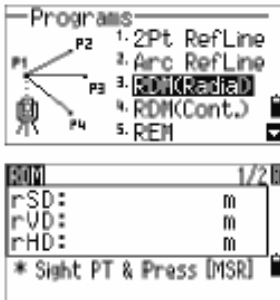 Programs
1. 2Pt RefLine
2. Arc RefLine
3. RDM(Radial)
4. RDM(Cont.)
5. REM
P1
P2
P3
P4
RDM 1/2
rSD: m
rVD: m
rHD: m
* Sight PT & Press [MSR]